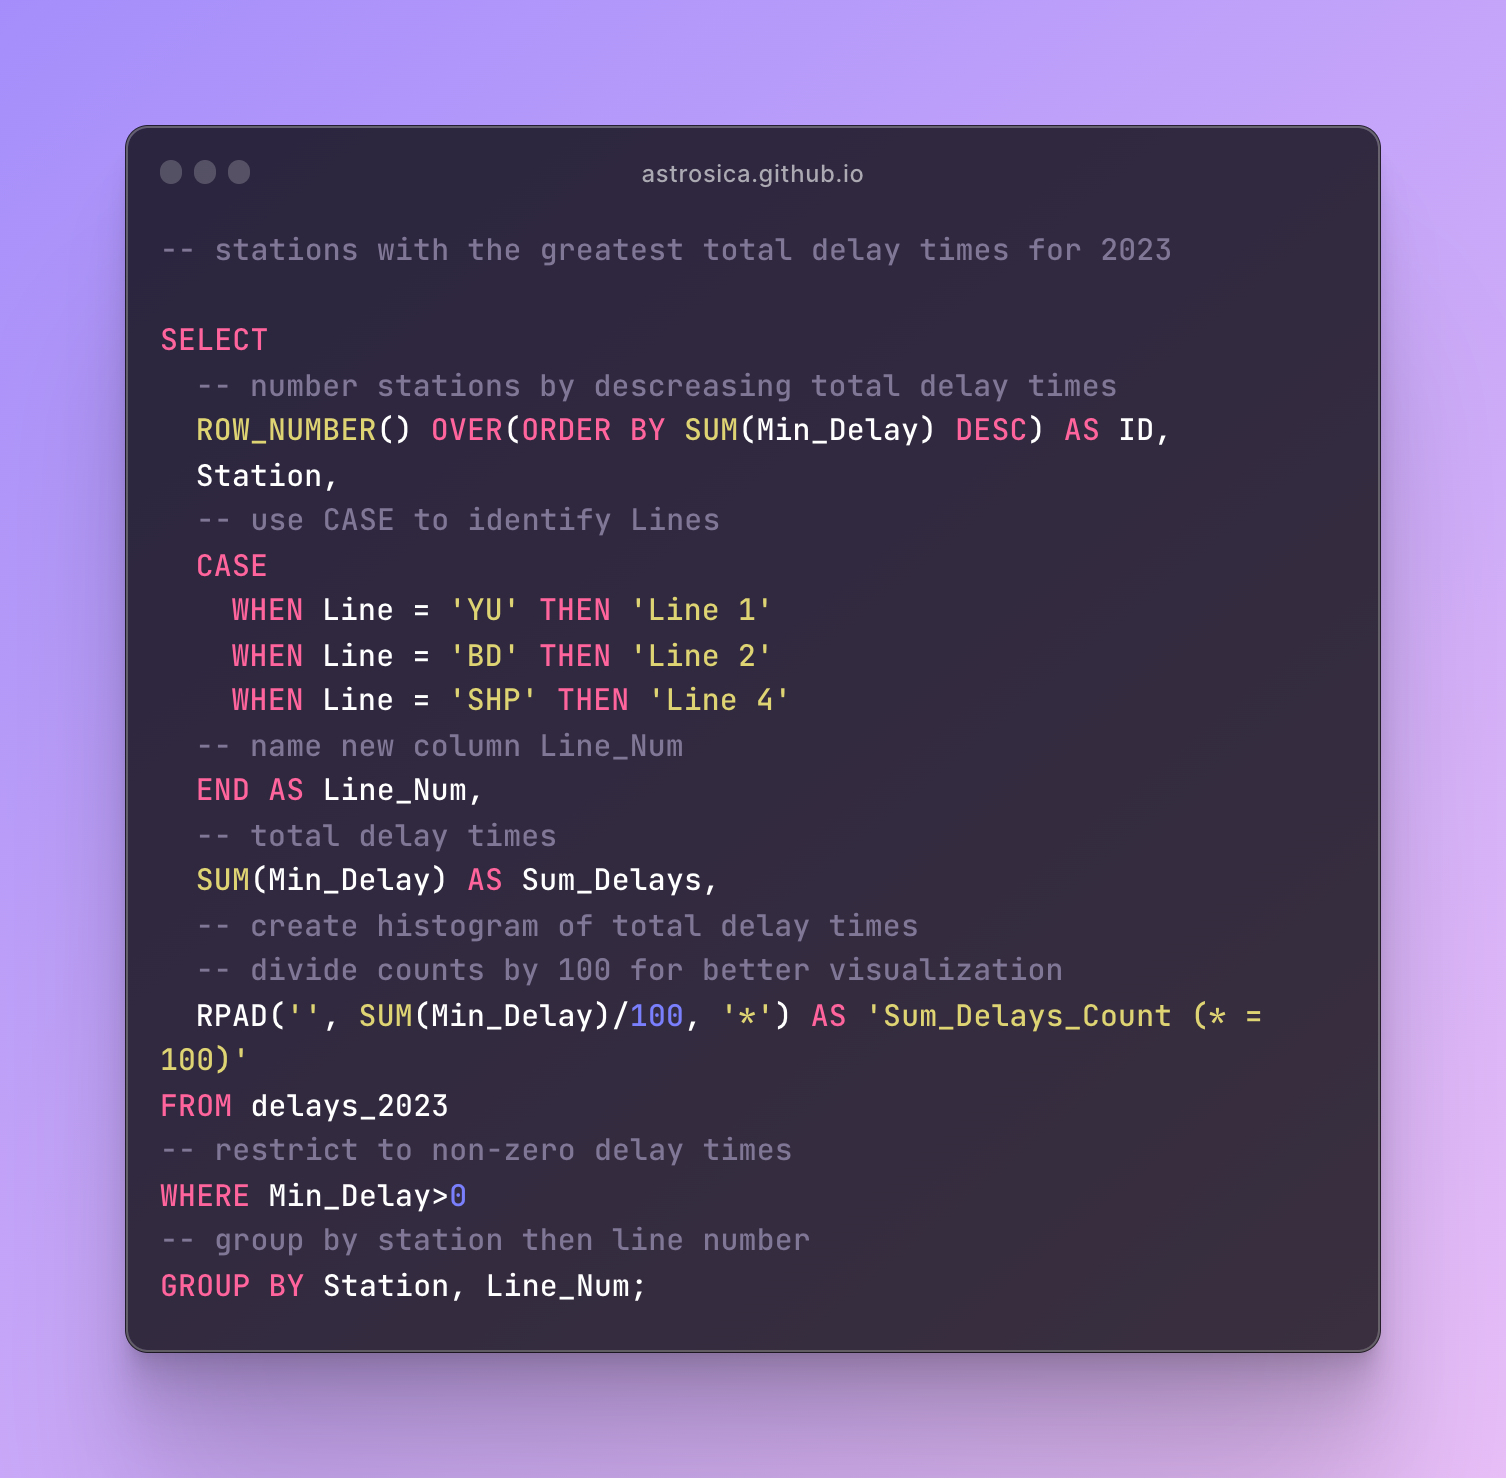 astrosica.github.io
-- stations with the greatest total delay times for 2023
SELECT
-- number stations by descreasing total delay times
ROW_NUMBER() OVER(ORDER BY SUM(Min_Delay) DESC) AS ID,
Station,
-- use CASE to identify Lines
CASE
WHEN Line = 'YU' THEN 'Line 1'
WHEN Line = 'BD' THEN 'Line 2'
WHEN Line = 'SHP' THEN 'Line 4'
-- name new column Line_Num
END AS Line_Num,
-- total delay times
SUM(Min_Delay) AS Sum_Delays,
-- create histogram of total delay times
-- divide counts by 100 for better visualization
RPAD('', SUM(Min_Delay)/100, '*') AS 'Sum_Delays_Count (* =
100)'
FROM delays_2023
-- restrict to non-zero delay times
WHERE Min_Delay>0
-- group by station then line number
GROUP BY Station, Line_Num;